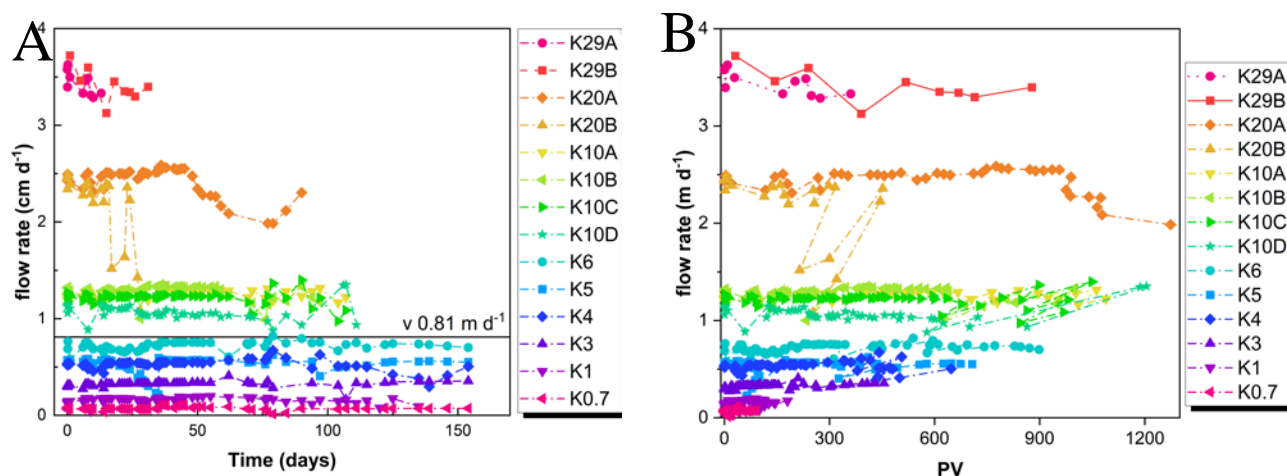 A
flow rate (cm d-1)
4
3
2
1
0
0
50
100
150
Time (days)
v 0.81 m d-1
K29A
K29B
K20A
K20B
K10A
K10B
K10C
K10D
K6
K5
K4
K3
K1
K0.7
B
flow rate (m d-1)
4
3
2
1
0
0
300
600
900
1200
PV
K29A
K29B
K20A
K20B
K10A
K10B
K10C
K10D
K6
K5
K4
K3
K1
K0.7